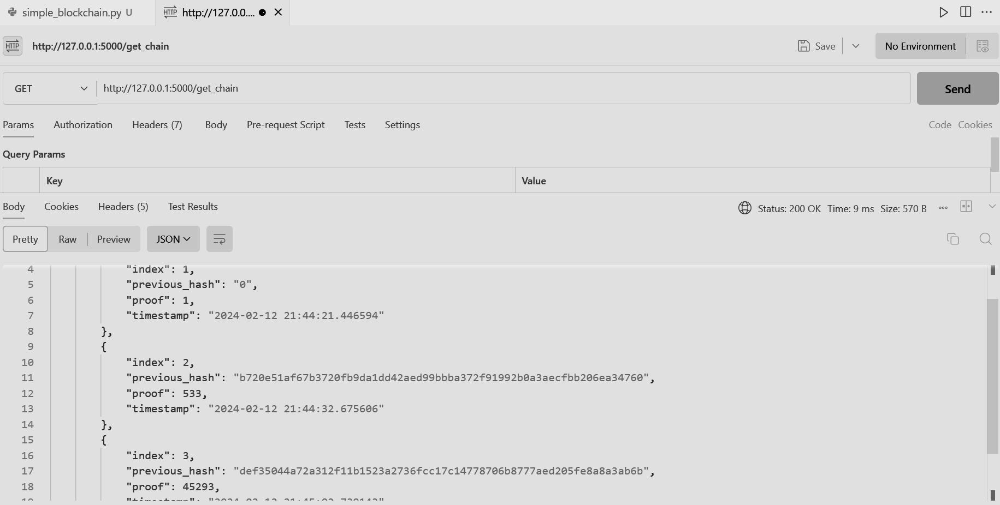 simple_blockchain.py U
HTTP http://127.0.0....
HTTP http://127.0.0.1:5000/get_chain Save No Environment
GET http://127.0.0.1:5000/get_chain Send
Params Authorization Headers (7) Body Pre-request Script Tests Settings Code Cookies
Query Params
Key Value
Body Cookies Headers (5) Test Results Status: 200 OK Time: 9 ms Size: 570 B
Pretty Raw Preview JSON
4 "index": 1,
5 "previous_hash": "0",
6 "proof": 1,
7 "timestamp": "2024-02-12 21:44:21.446594"
8 },
9 {
10 "index": 2,
11 "previous_hash": "b720e51af67b3720fb9da1dd42aed99bbba372f91992b0a3aecfbb206ea34760",
12 "proof": 533,
13 "timestamp": "2024-02-12 21:44:32.675606"
14 },
15 {
16 "index": 3,
17 "previous_hash": "def35044a72a312f11b1523a2736fcc17c14778706b8777aed205fe8a8a3ab6b",
18 "proof": 45293,
19 "timestamp":